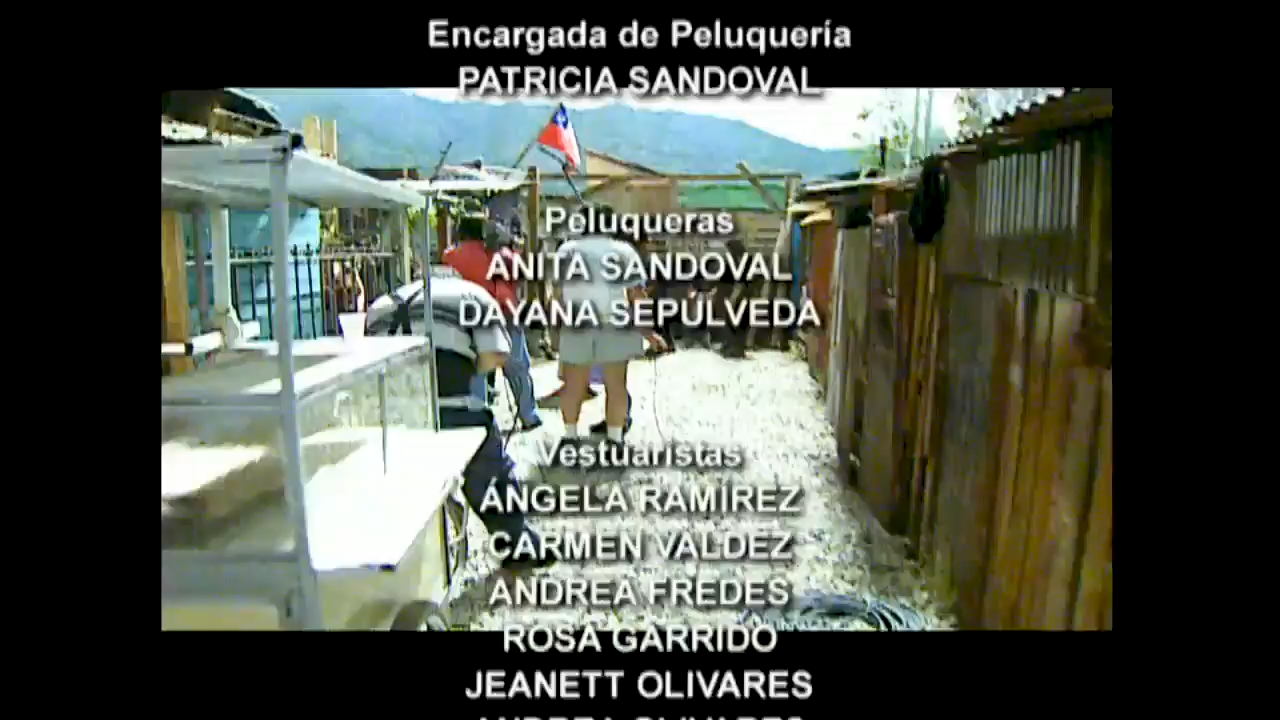 Encargada de Peluquería
PATRICIA SANDOVAL
Peluqueras
ANITA SANDOVAL
DAYANA SEPÚLVEDA
Vestuaristas
ÁNGELA RAMÍREZ
CARMEN VALDEZ
ANDREA FREDES
ROSA GARRIDO
JEANETT OLIVARES